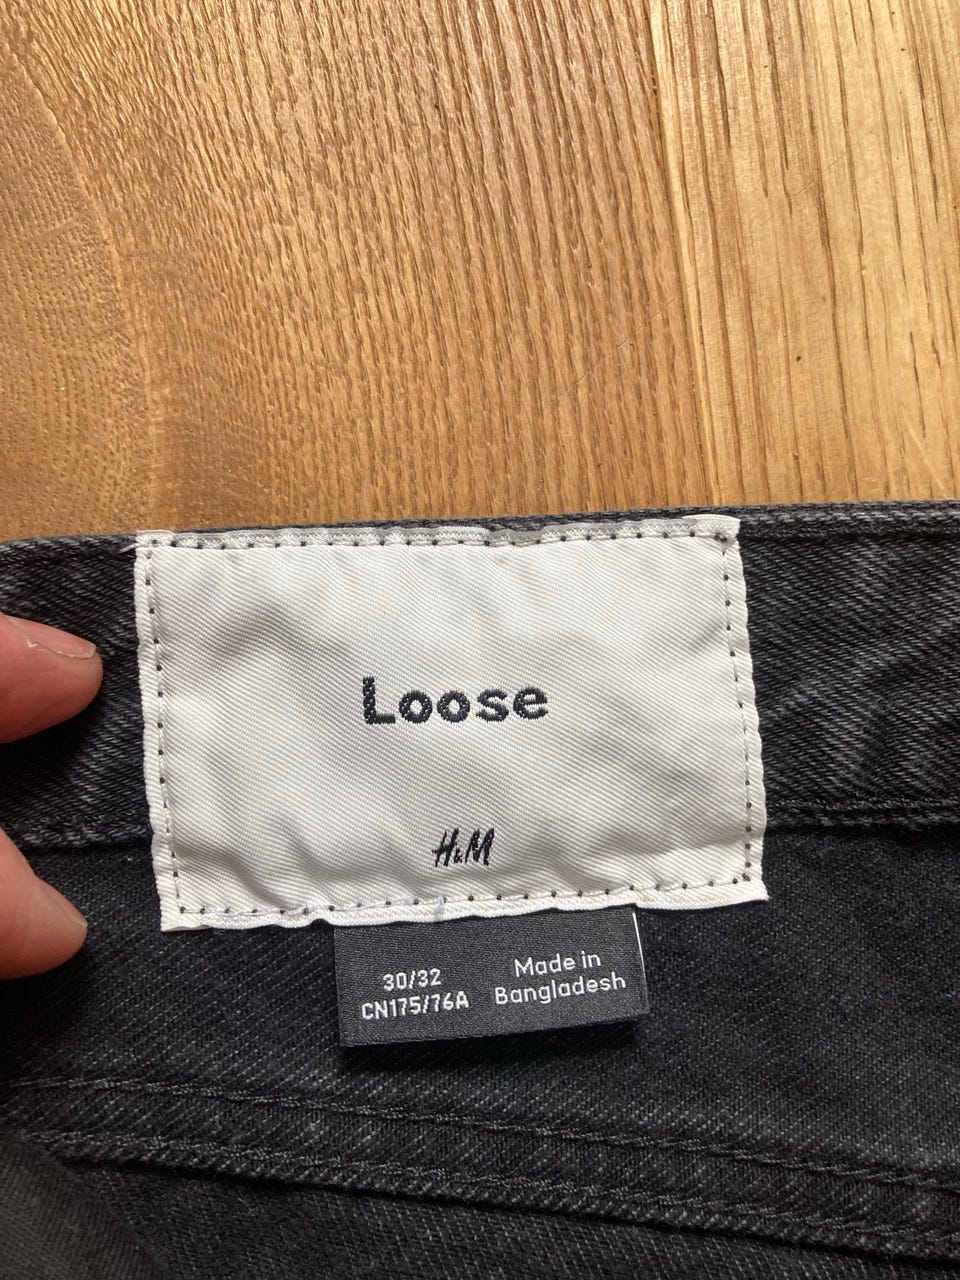 Loose
H&M
30/32
CN175/76A
Made in
Bangladesh